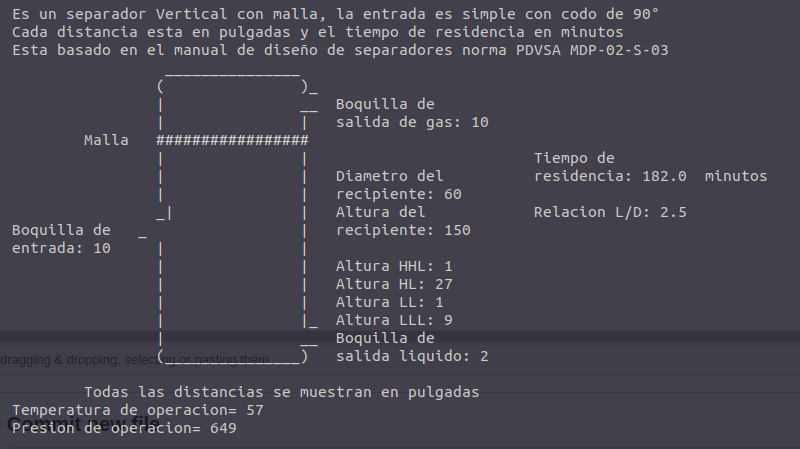 Es un separador Vertical con malla, la entrada es simple con codo de 90°
Cada distancia esta en pulgadas y el tiempo de residencia en minutos
Esta basado en el manual de diseño de separadores norma PDVSA MDP-02-S-03
Boquilla de
salida de gas: 10
Malla #################
Tiempo de
Diametro del residencia: 182.0 minutos
recipiente: 60
Altura del Relacion L/D: 2.5
Boquilla de recipiente: 150
entrada: 10
Altura HHL: 1
Altura HL: 27
Altura LL: 1
Altura LLL: 9
Boquilla de
dragging & dropping, selecting or pasting them
salida liquido: 2
Todas las distancias se muestran en pulgadas
Temperatura de operacion= 57
Commit new file
Presion de operacion= 649